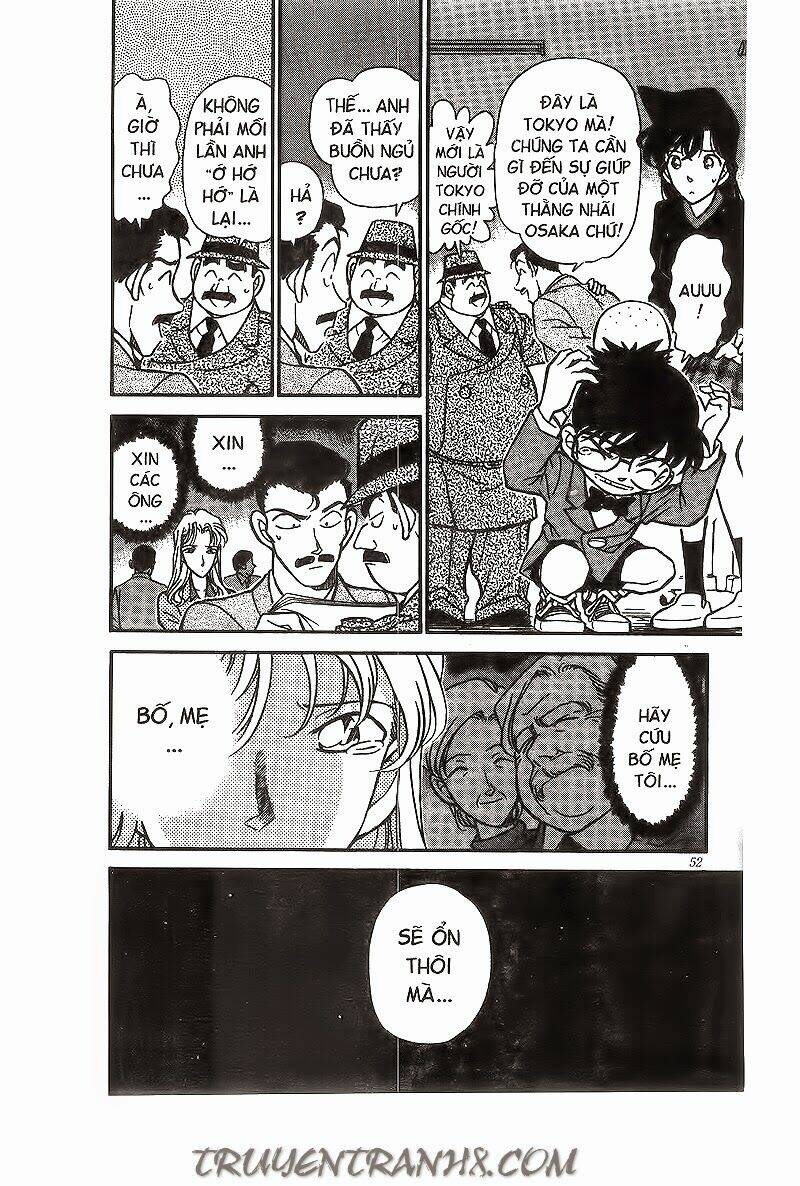 ĐÂY LÀ
TOKYO MÀ!
CHÚNG TA CẦN
GÌ ĐẾN SỰ GIÚP
ĐỠ CỦA MỘT
THẰNG NHÃI
OSAKA CHỨ!
VẬY
MỚI LÀ
NGƯỜI
TOKYO
CHÍNH
GỐC!
AUUU
!
THẾ... ANH
ĐÃ THẤY
BUỒN NGỦ
CHƯA?
HẢ
?
KHÔNG
PHẢI MỖI
LẦN ANH
"Ớ HỚ
HỚ" LÀ
LẠI...
À,
GIỜ
THÌ
CHƯA
...
XIN
...
XIN
CÁC
ÔNG
...
HÃY
CỨU
BỐ MẸ
TÔI...
BỐ, MẸ
...
52
SẼ ỔN
THÔI
MÀ...
TRUYENTRANH8.COM